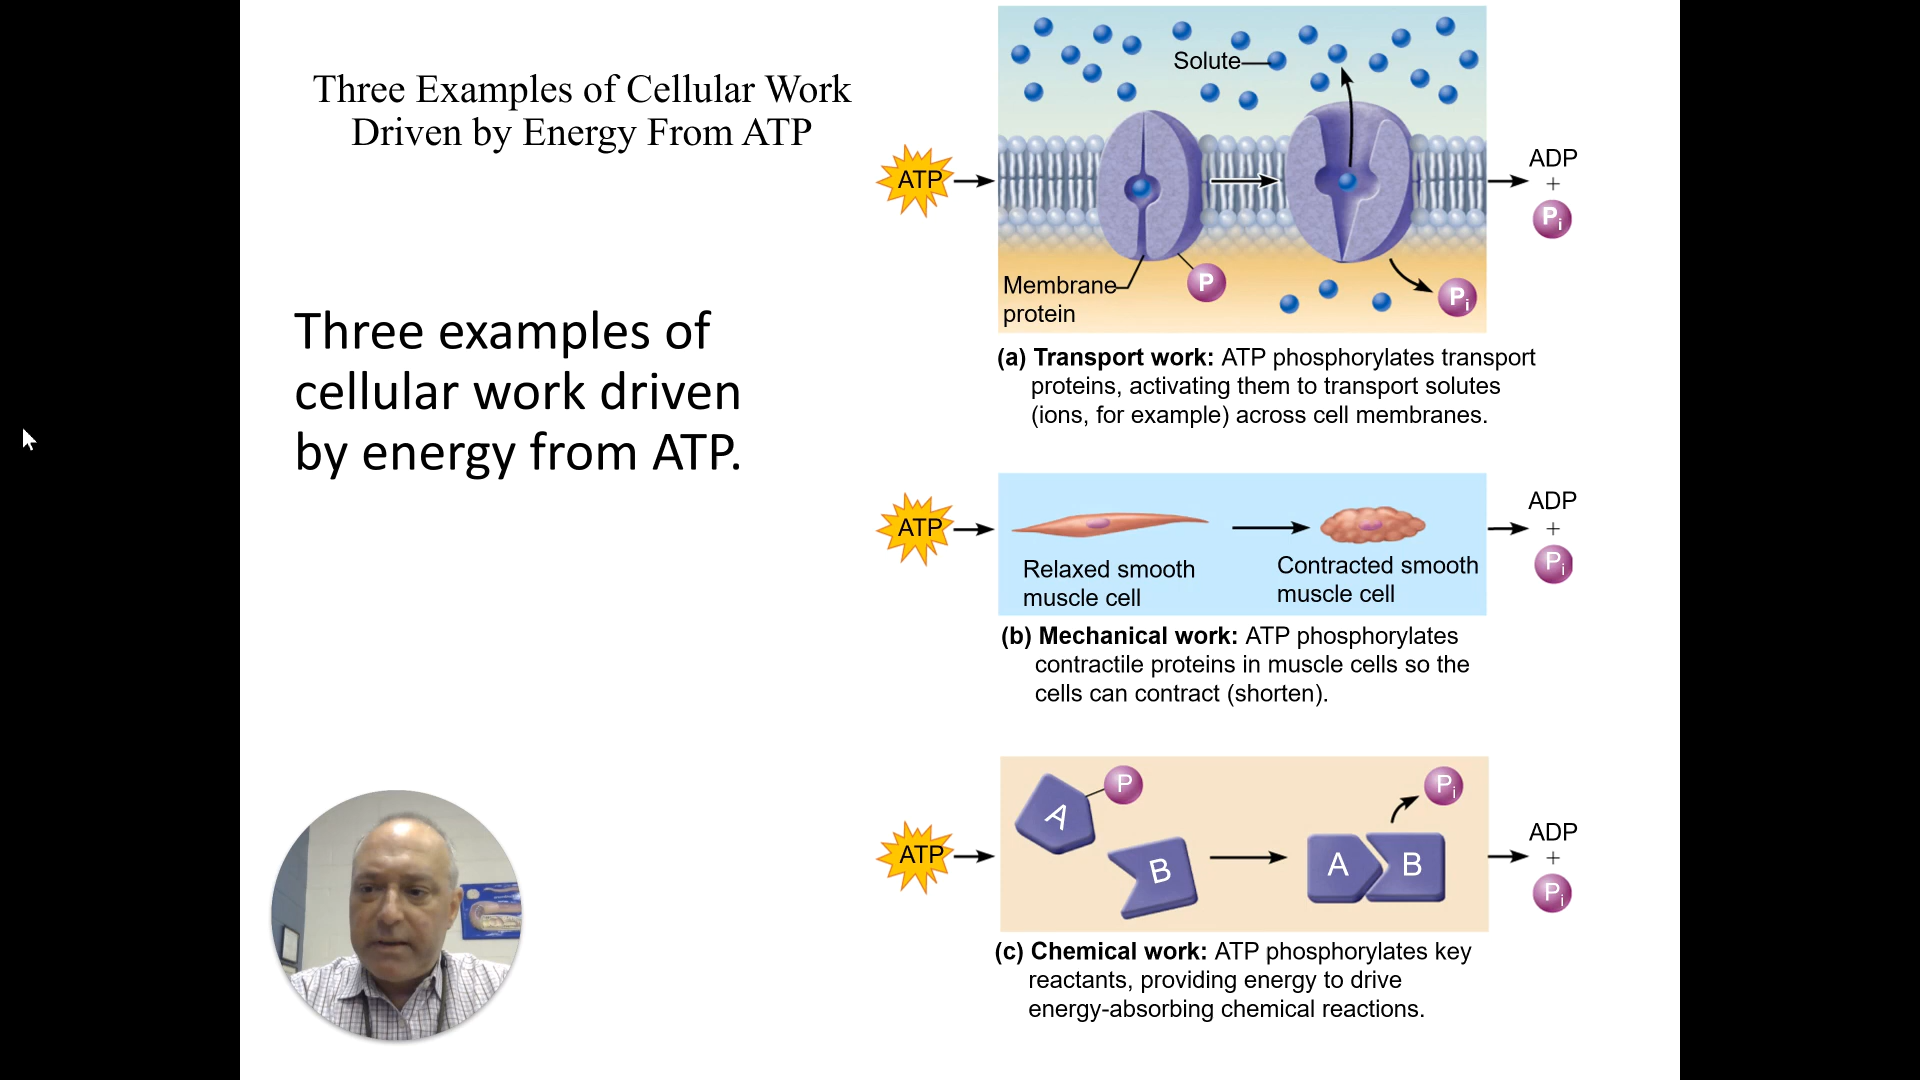 Three Examples of Cellular Work
Driven by Energy From ATP
Three examples of
cellular work driven
by energy from ATP.
Solute
ATP
ADP
+
Pi
Membrane
protein
P
Pi
(a) Transport work: ATP phosphorylates transport
proteins, activating them to transport solutes
(ions, for example) across cell membranes.
ATP
ADP
+
Pi
Relaxed smooth
muscle cell
Contracted smooth
muscle cell
(b) Mechanical work: ATP phosphorylates
contractile proteins in muscle cells so the
cells can contract (shorten).
P
Pi
A
B
A
B
ATP
ADP
+
Pi
(c) Chemical work: ATP phosphorylates key
reactants, providing energy to drive
energy-absorbing chemical reactions.